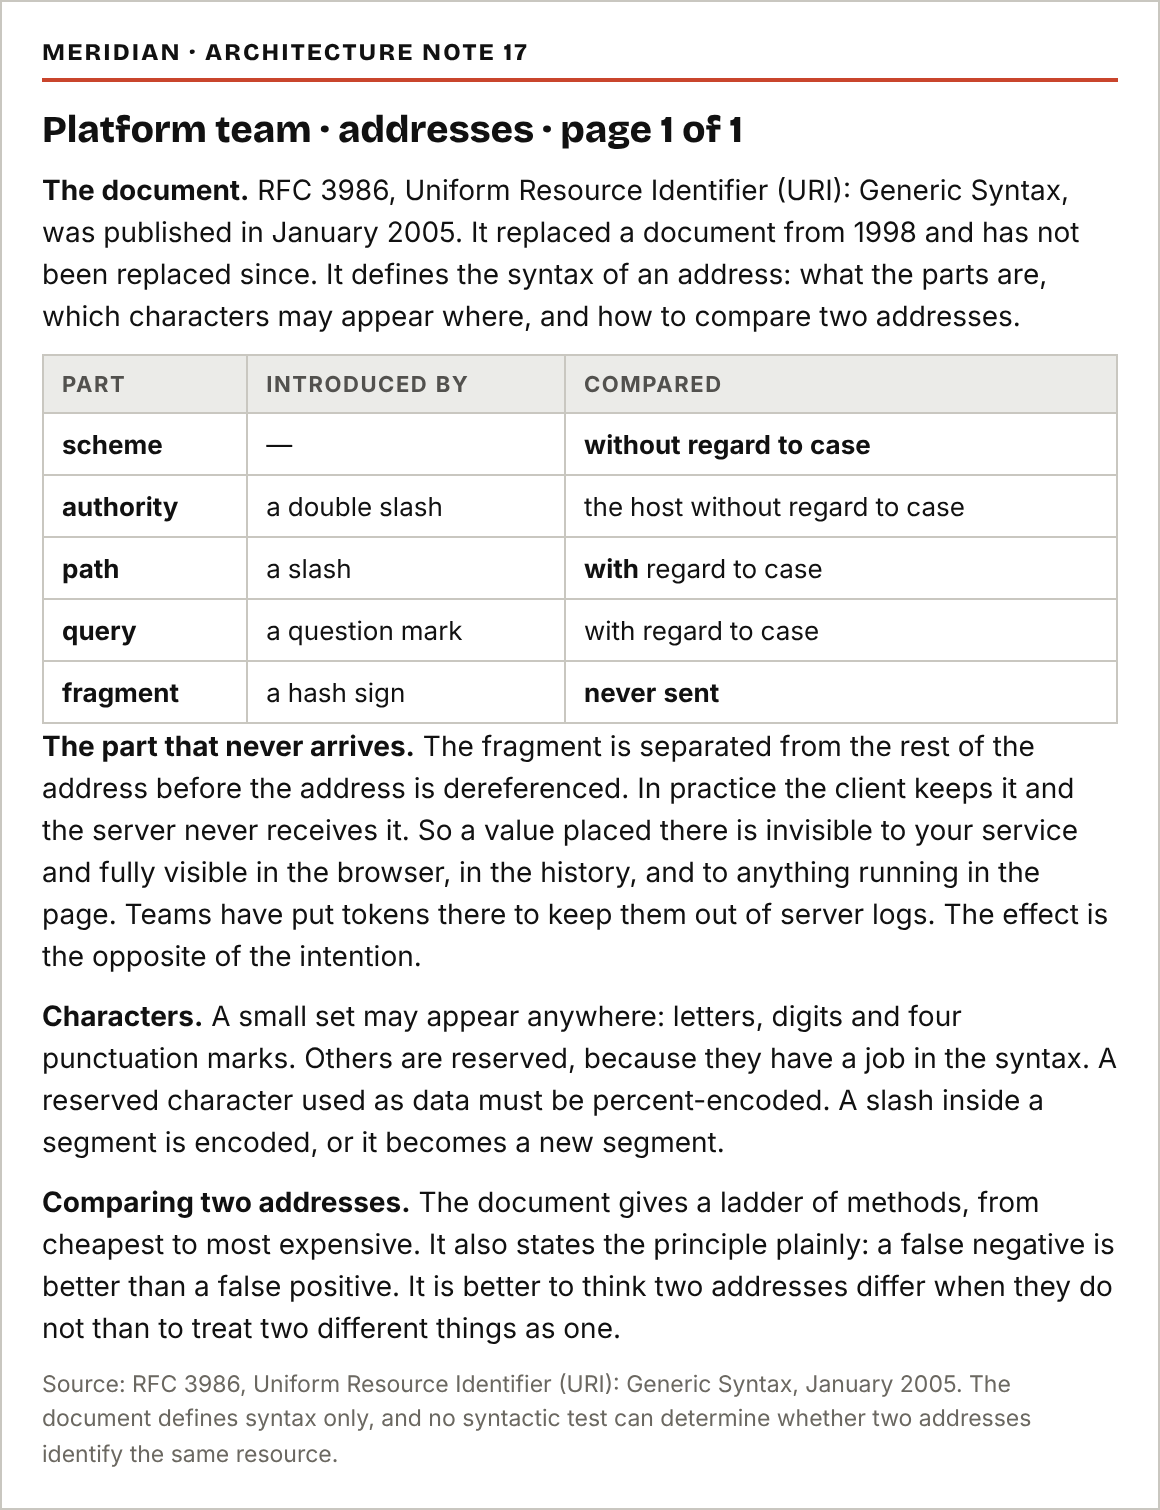 MERIDIAN · ARCHITECTURE NOTE 17
Platform team · addresses · page 1 of 1
The document. RFC 3986, Uniform Resource Identifier (URI): Generic Syntax,
was published in January 2005. It replaced a document from 1998 and has not
been replaced since. It defines the syntax of an address: what the parts are,
which characters may appear where, and how to compare two addresses.
PART INTRODUCED BY COMPARED
scheme — without regard to case
authority a double slash the host without regard to case
path a slash with regard to case
query a question mark with regard to case
fragment a hash sign never sent
The part that never arrives. The fragment is separated from the rest of the
address before the address is dereferenced. In practice the client keeps it and
the server never receives it. So a value placed there is invisible to your service
and fully visible in the browser, in the history, and to anything running in the
page. Teams have put tokens there to keep them out of server logs. The effect is
the opposite of the intention.
Characters. A small set may appear anywhere: letters, digits and four
punctuation marks. Others are reserved, because they have a job in the syntax. A
reserved character used as data must be percent-encoded. A slash inside a
segment is encoded, or it becomes a new segment.
Comparing two addresses. The document gives a ladder of methods, from
cheapest to most expensive. It also states the principle plainly: a false negative is
better than a false positive. It is better to think two addresses differ when they do
not than to treat two different things as one.
Source: RFC 3986, Uniform Resource Identifier (URI): Generic Syntax, January 2005. The
document defines syntax only, and no syntactic test can determine whether two addresses
identify the same resource.